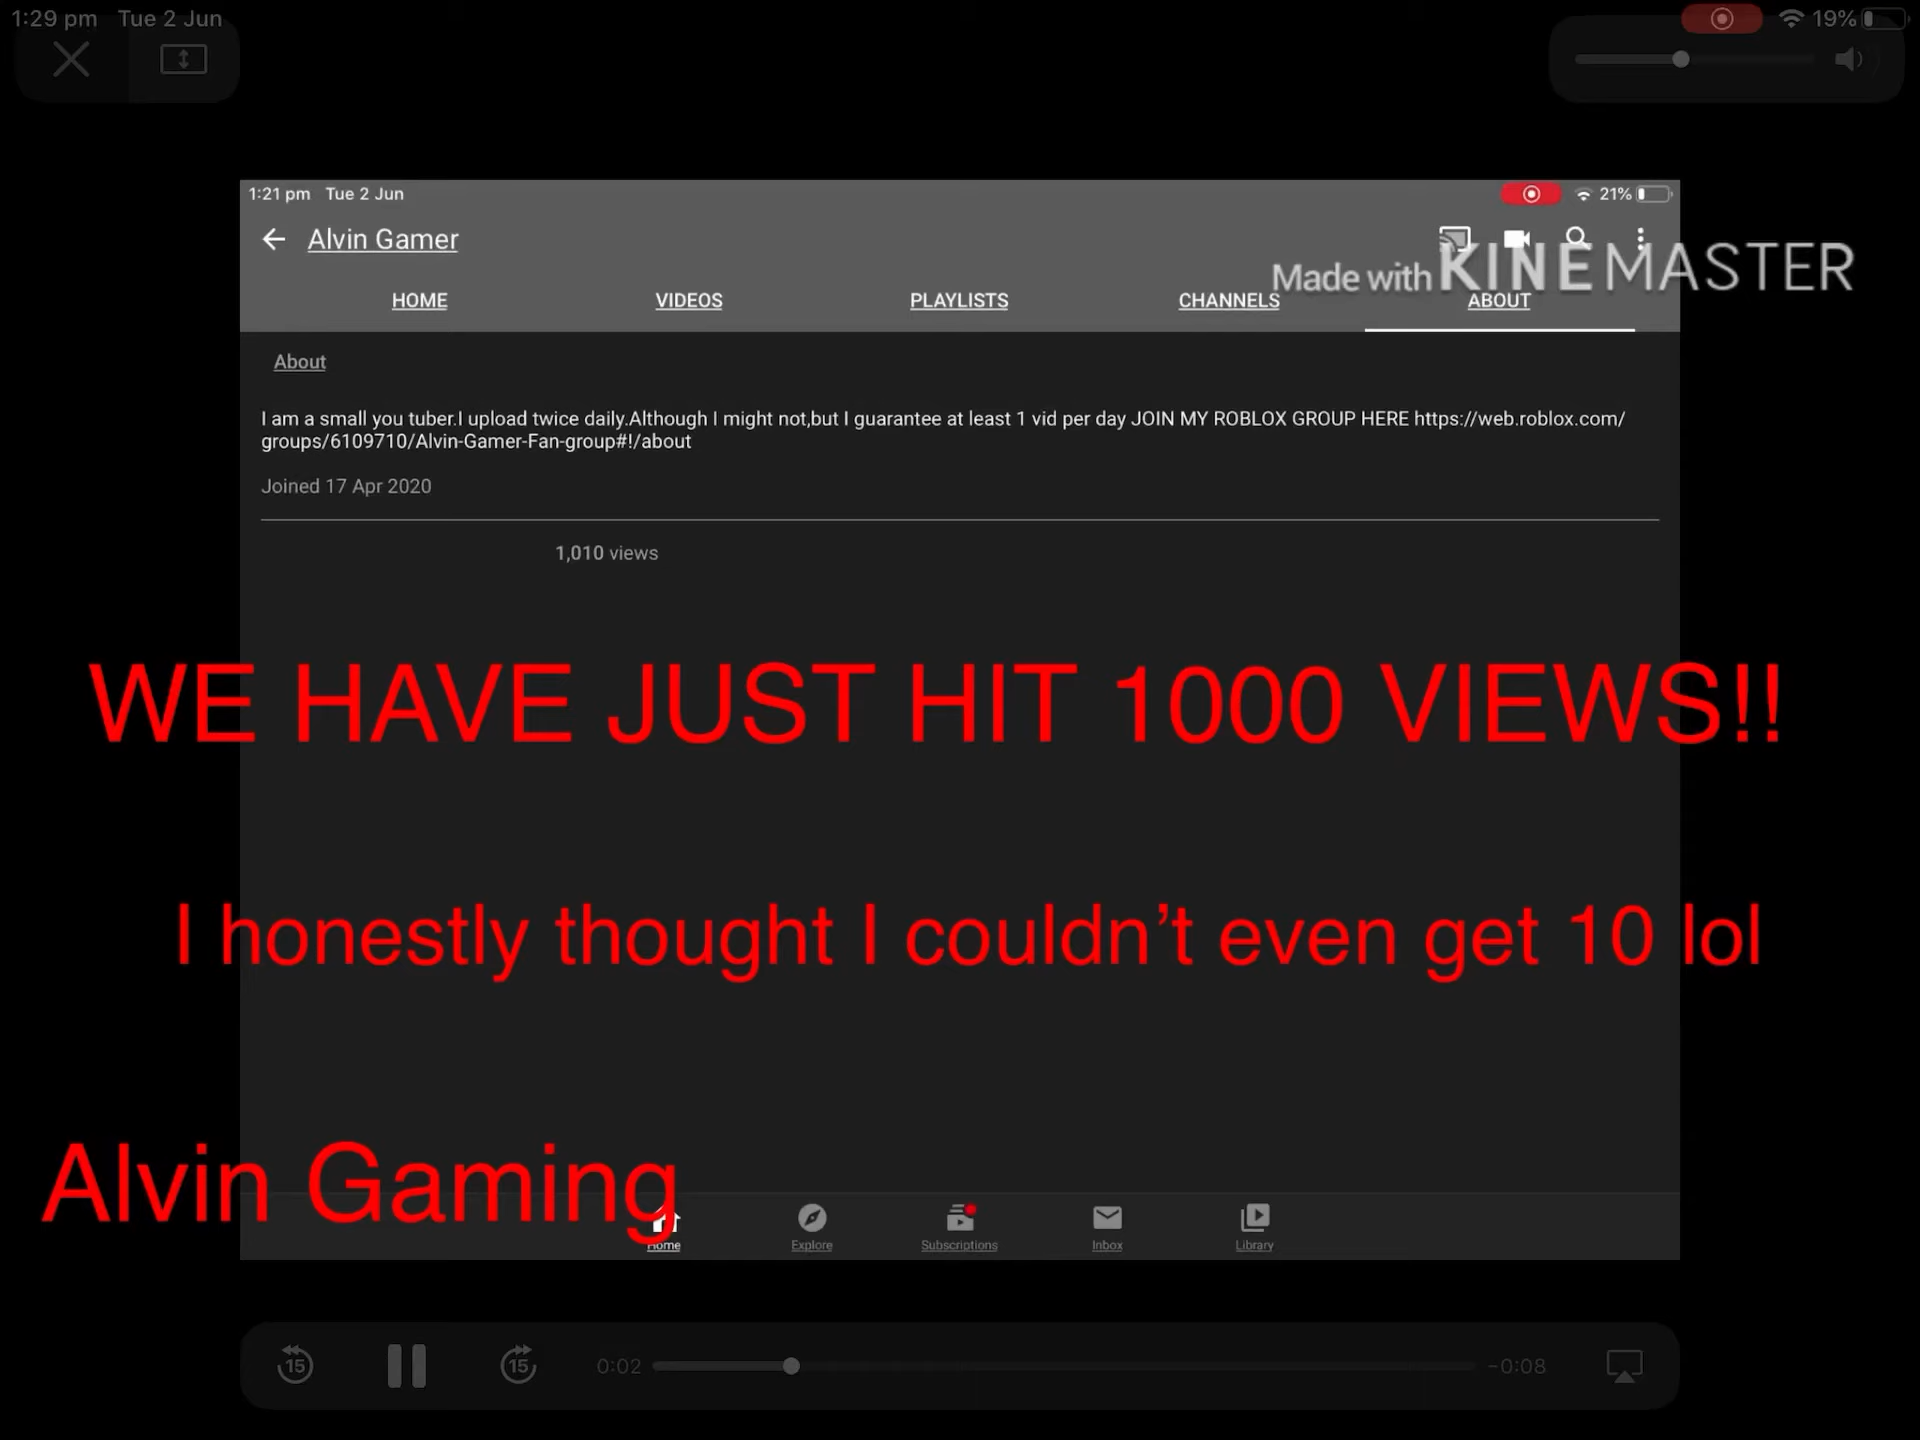 1:29 pm Tue 2 Jun 19%
1:21 pm Tue 2 Jun 21%
Alvin Gamer
Made with KINEMASTER
HOME VIDEOS PLAYLISTS CHANNELS ABOUT
About
I am a small you tuber.I upload twice daily.Although I might not,but I guarantee at least 1 vid per day JOIN MY ROBLOX GROUP HERE https://web.roblox.com/
groups/6109710/Alvin-Gamer-Fan-group#!/about
Joined 17 Apr 2020
1,010 views
WE HAVE JUST HIT 1000 VIEWS!!
I honestly thought I couldn’t even get 10 lol
Alvin Gaming
Home Explore Subscriptions Inbox Library
15 15 0:02 -0:08